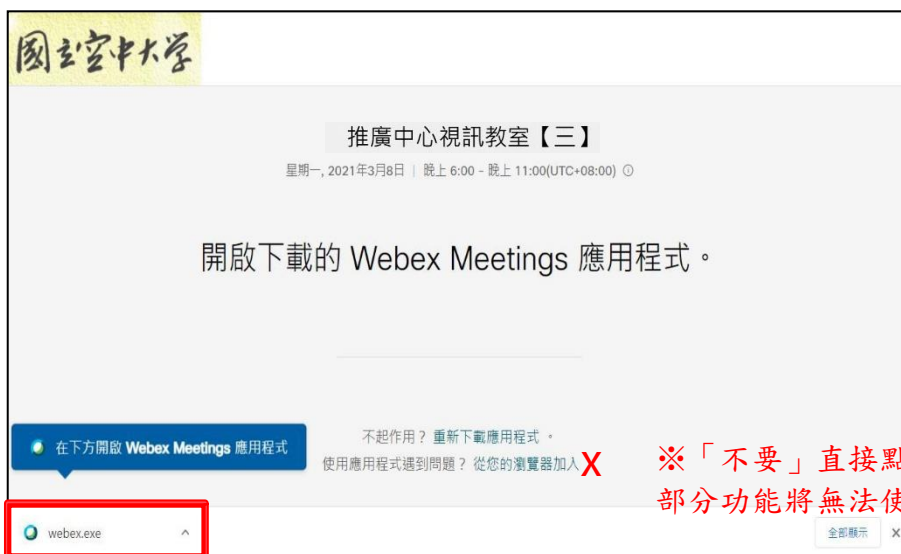 國立空中大学
推廣中心視訊教室【三】
星期一, 2021年3月8日 | 晚上 6:00 - 晚上 11:00(UTC+08:00)
開啟下載的 Webex Meetings 應用程式。
在下方開啟 Webex Meetings 應用程式
不起作用？ 重新下載應用程式 。
使用應用程式遇到問題？ 從您的瀏覽器加入 X
※「不要」直接點
部分功能將無法使
webex.exe
全部顯示 X